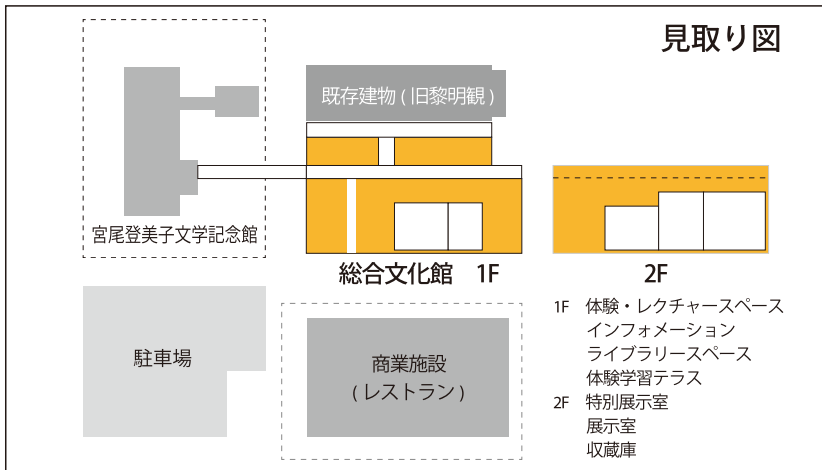 見取り図
既存建物 ( 旧黎明観 )
宮尾登美子文学記念館
総合文化館 1F
2F
駐車場
商業施設
( レストラン )
1F 体験・レクチャースペース
インフォメーション
ライブラリースペース
体験学習テラス
2F 特別展示室
展示室
収蔵庫